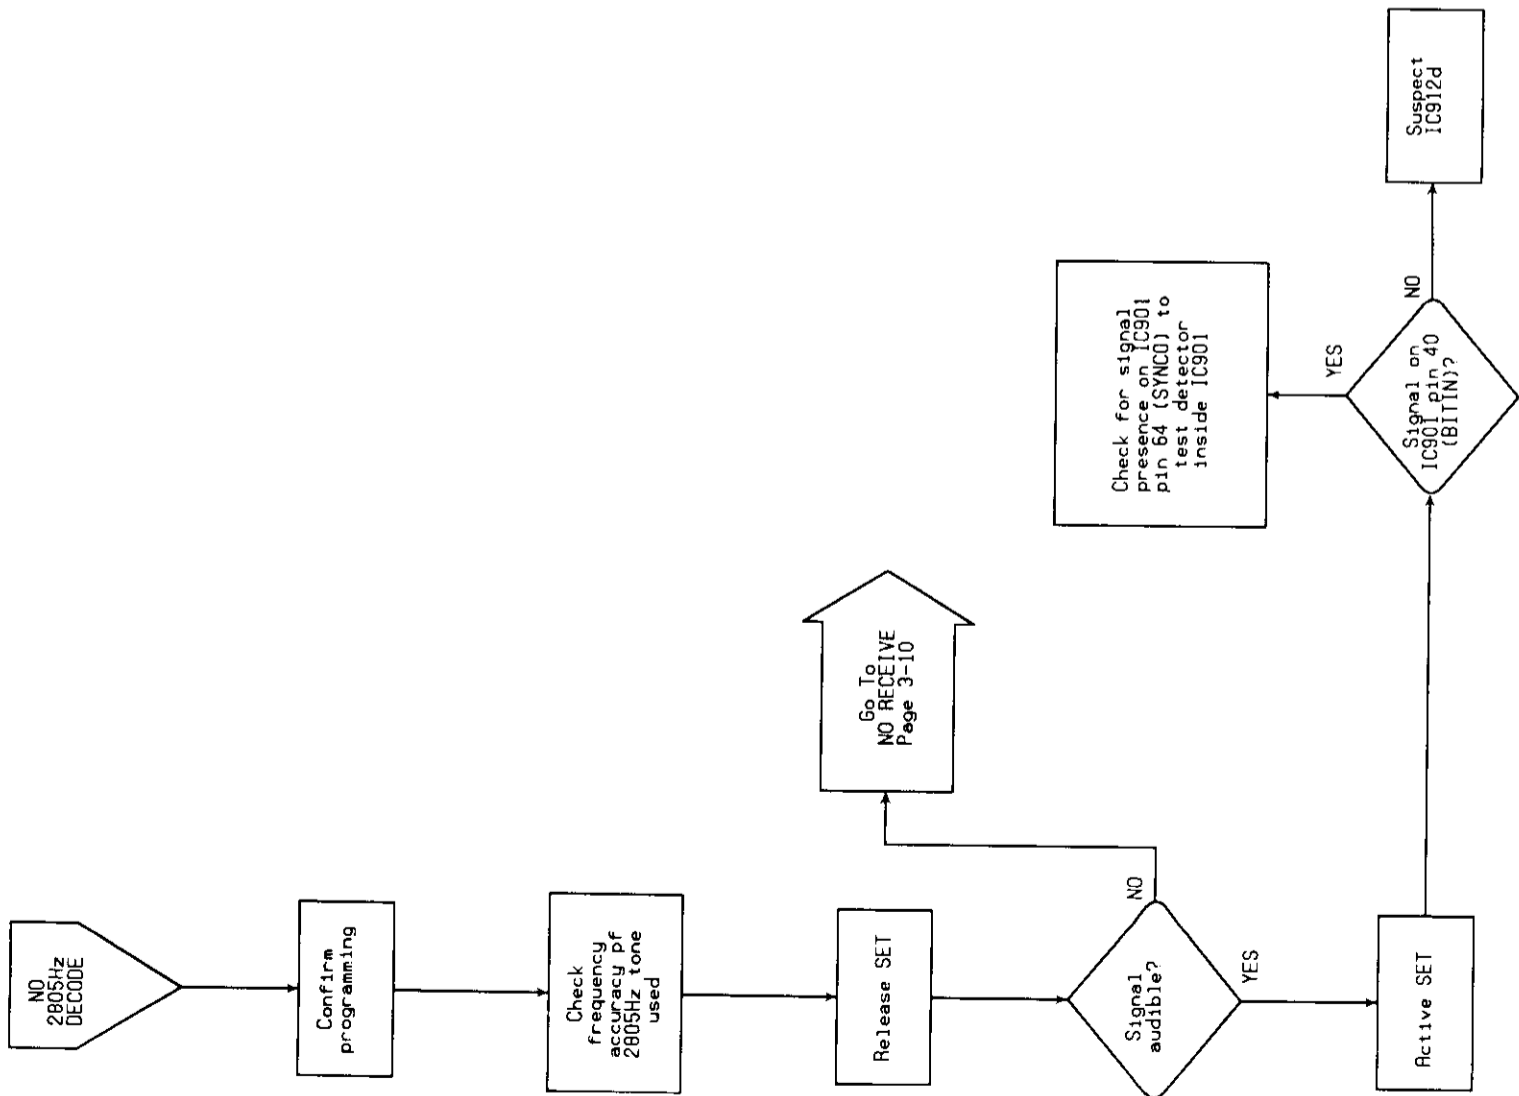 NO
2805Hz
DECODE
Confirm
programming
Check
frequency
accuracy pf
2805Hz tone
used
Release SET
Signal
audible?
NO
YES
Go To
NO RECEIVE
Page 3-10
Active SET
Signal on
IC901 pin 40
(BITIN)?
YES
NO
Check for signal
presence on IC901
pin 64 (SYNCO) to
test detector
inside IC901
Suspect
IC912d